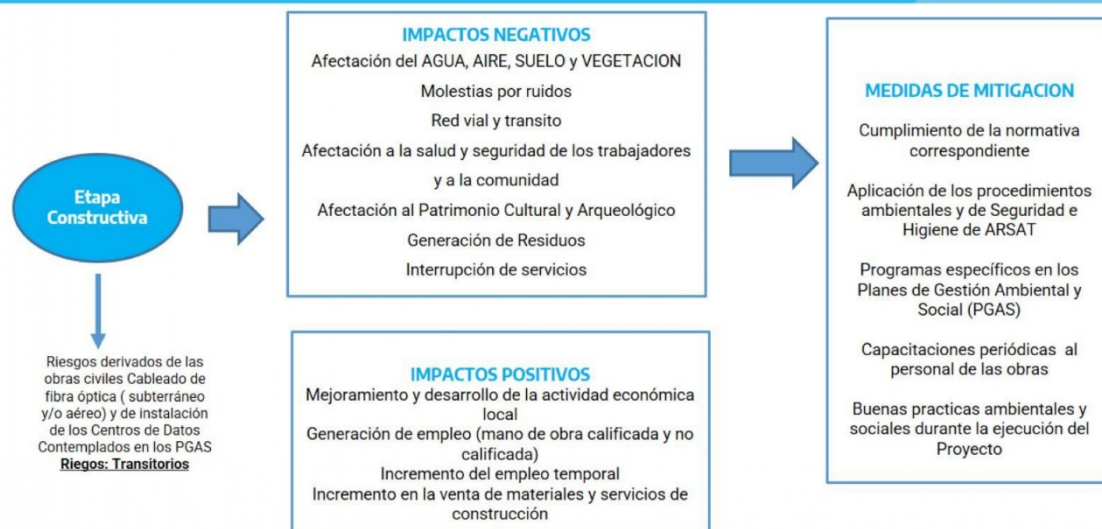 Etapa
Constructiva
Riesgos derivados de las
obras civiles Cableado de
fibra óptica ( subterráneo
y/o aéreo) y de instalación
de los Centros de Datos
Contemplados en los PGAS
Riegos: Transitorios
IMPACTOS NEGATIVOS
Afectación del AGUA, AIRE, SUELO y VEGETACION
Molestias por ruidos
Red vial y transito
Afectación a la salud y seguridad de los trabajadores
y a la comunidad
Afectación al Patrimonio Cultural y Arqueológico
Generación de Residuos
Interrupción de servicios
IMPACTOS POSITIVOS
Mejoramiento y desarrollo de la actividad económica
local
Generación de empleo (mano de obra calificada y no
calificada)
Incremento del empleo temporal
Incremento en la venta de materiales y servicios de
construcción
MEDIDAS DE MITIGACION
Cumplimiento de la normativa
correspondiente
Aplicación de los procedimientos
ambientales y de Seguridad e
Higiene de ARSAT
Programas específicos en los
Planes de Gestión Ambiental y
Social (PGAS)
Capacitaciones periódicas al
personal de las obras
Buenas practicas ambientales y
sociales durante la ejecución del
Proyecto